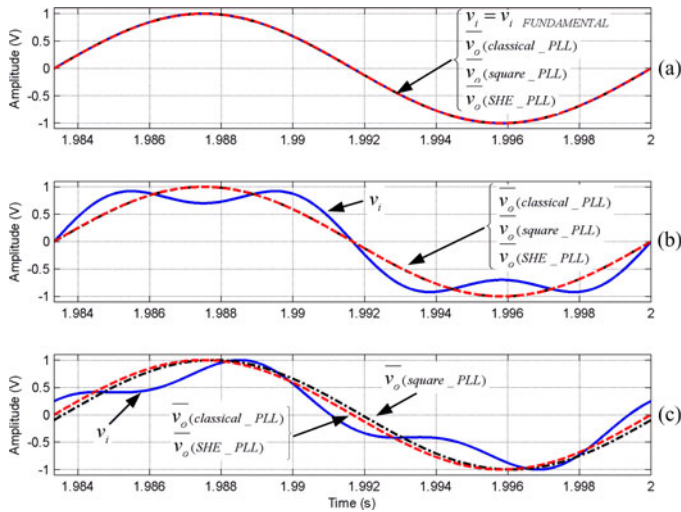 Amplitude (V)
1
0.5
0
-0.5
-1
v_i = v_i FUNDAMENTAL
v_o(classical_PLL)
v_o(square_PLL)
v_o(SHE_PLL)
(a)
1.984 1.986 1.988 1.99 1.992 1.994 1.996 1.998 2
Amplitude (V)
1
0.5
0
-0.5
-1
v_i
v_o(classical_PLL)
v_o(square_PLL)
v_o(SHE_PLL)
(b)
1.984 1.986 1.988 1.99 1.992 1.994 1.996 1.998 2
Amplitude (V)
1
0.5
0
-0.5
-1
v_o(square_PLL)
v_i
v_o(classical_PLL)
v_o(SHE_PLL)
(c)
1.984 1.986 1.988 1.99 1.992 1.994 1.996 1.998 2
Time (s)